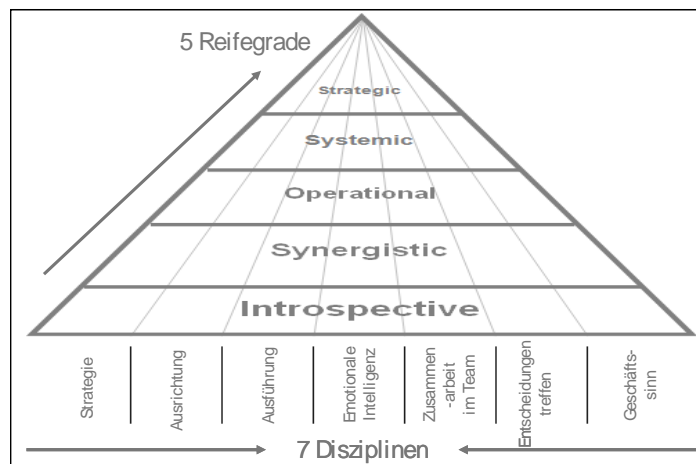 5 Reifegrade
Strategic
Systemic
Operational
Synergistic
Introspective
Strategie
Ausrichtung
Ausführung
Emotionale
Intelligenz
Zusammen
-arbeit
im Team
Entscheidungen
treffen
Geschäfts-
sinn
7 Disziplinen